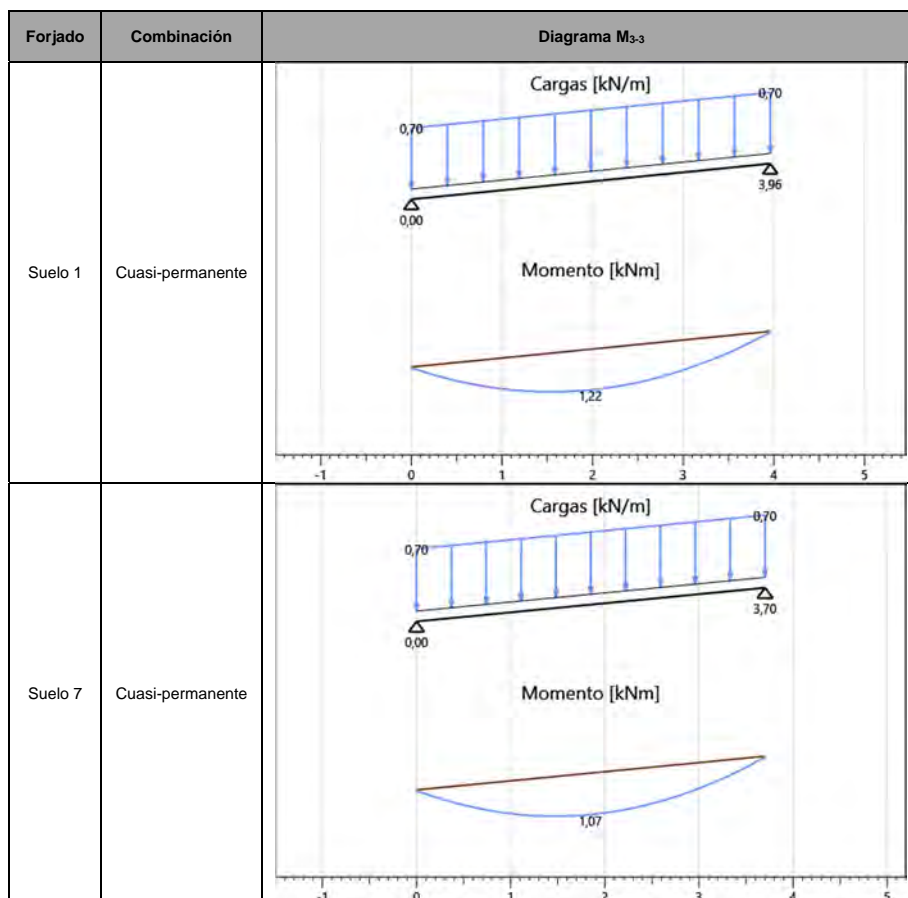 Forjado Combinación Diagrama M3-3
Cargas [kN/m]
0,70
0,70
3,96
0,00
Suelo 1 Cuasi-permanente
Momento [kNm]
1,22
-1 0 1 2 3 4 5
Cargas [kN/m]
0,70
0,70
3,70
0,00
Suelo 7 Cuasi-permanente
Momento [kNm]
1,07
-1 0 1 2 3 4 5